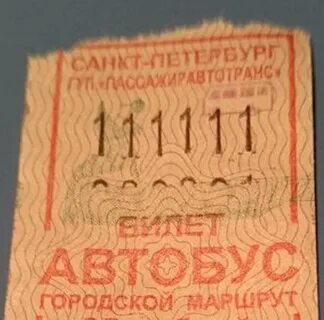 САНКТ-ПЕТЕРБУРГ
ГУП «ПАССАЖИРАВТОТРАНС»
111111
БИЛЕТ
АВТОБУС
ГОРОДСКОЙ МАРШРУТ